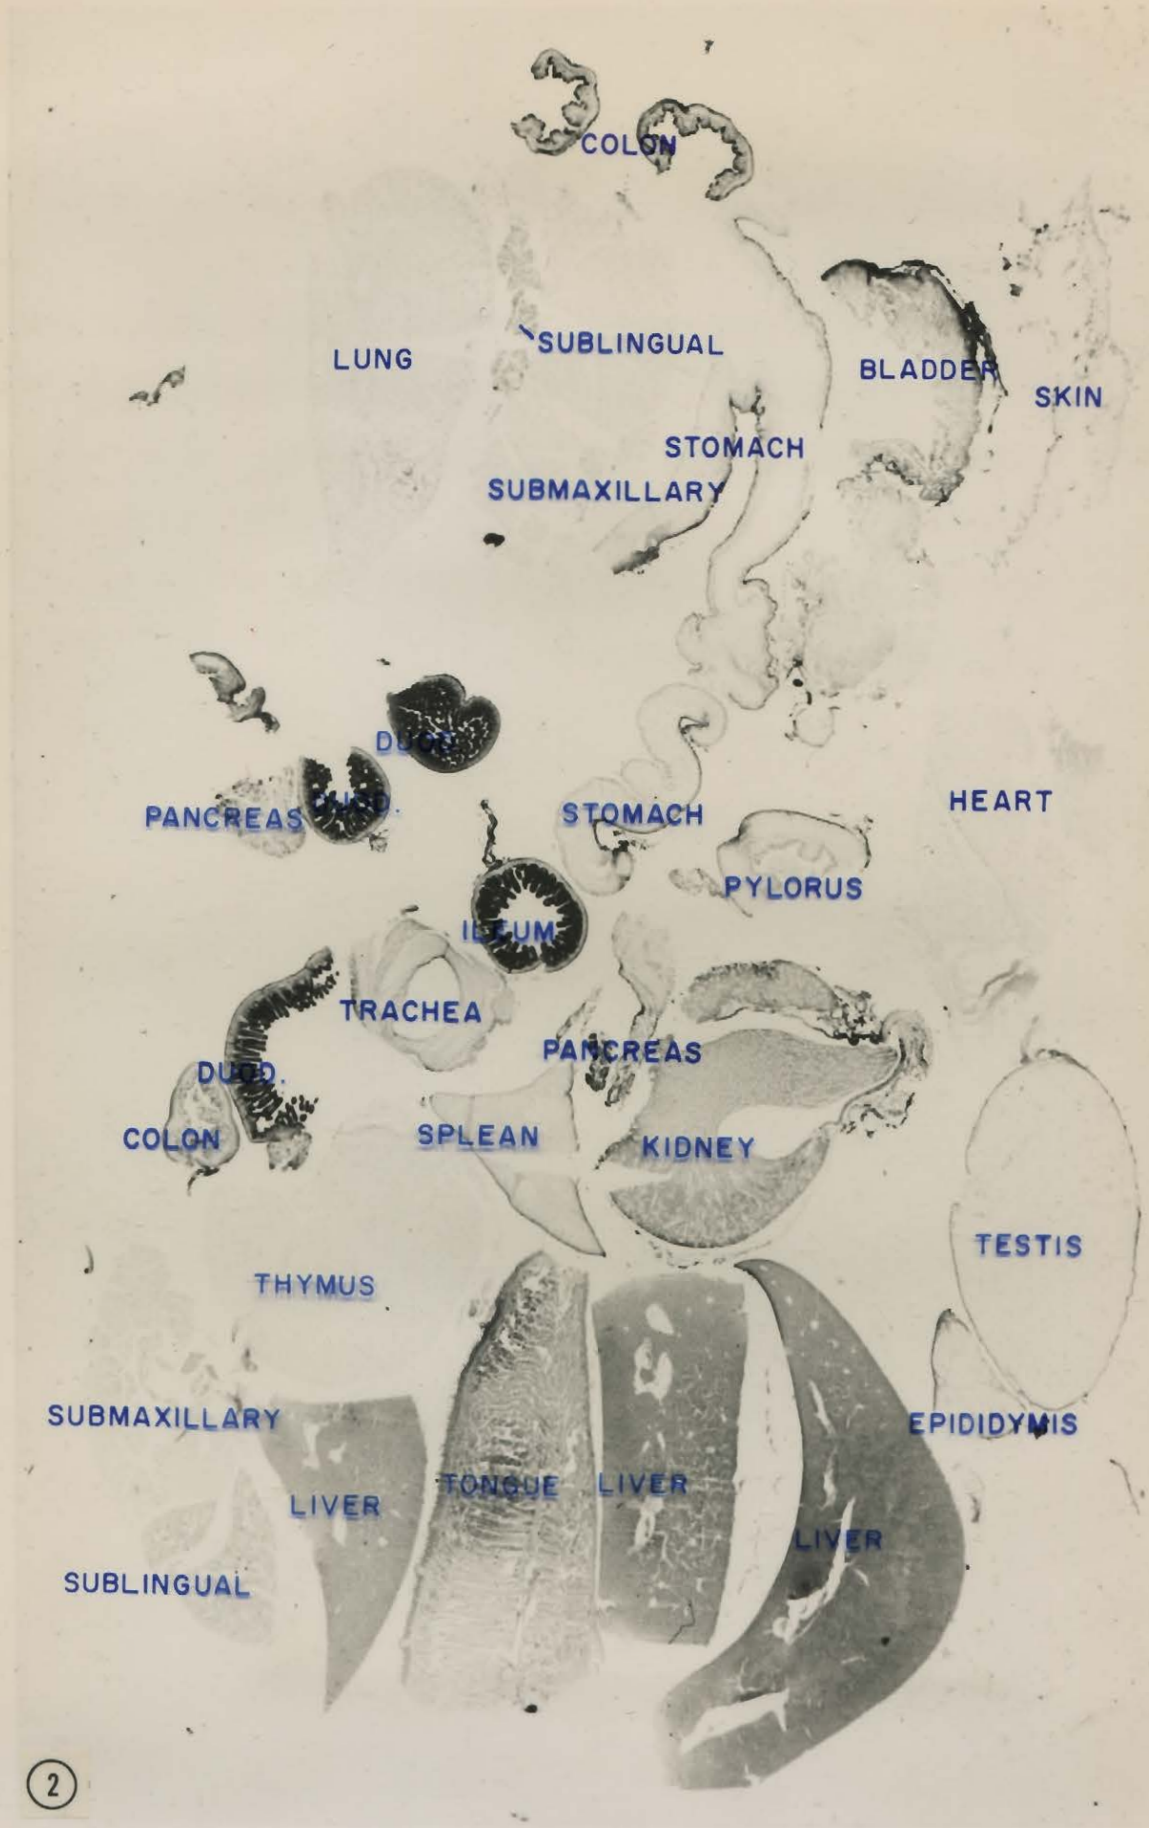 COLON
SUBLINGUAL
LUNG
BLADDER
SKIN
STOMACH
SUBMAXILLARY
DUOD.
HEART
DUOD.
PANCREAS
STOMACH
PYLORUS
ILEUM
TRACHEA
PANCREAS
DUOD.
COLON
SPLEAN
KIDNEY
TESTIS
THYMUS
SUBMAXILLARY
EPIDIDYMIS
TONGUE
LIVER
LIVER
LIVER
SUBLINGUAL
2